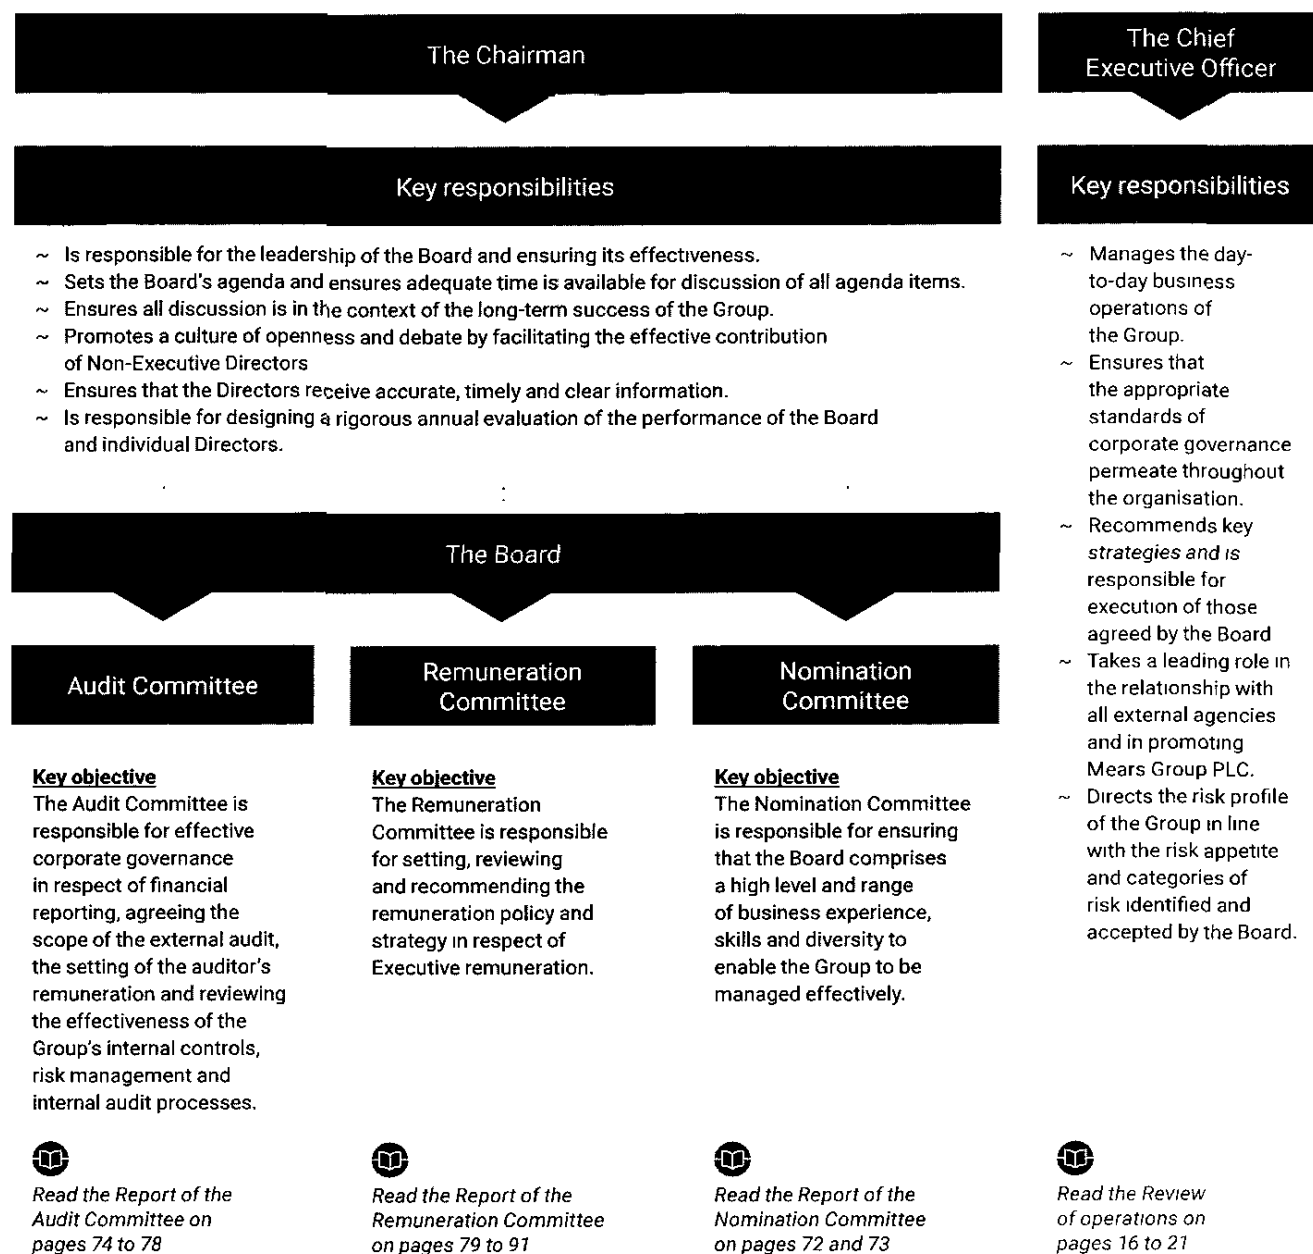 The Chairman
Key responsibilities
~ Is responsible for the leadership of the Board and ensuring its effectiveness.
~ Sets the Board's agenda and ensures adequate time is available for discussion of all agenda items.
~ Ensures all discussion is in the context of the long-term success of the Group.
~ Promotes a culture of openness and debate by facilitating the effective contribution
of Non-Executive Directors
~ Ensures that the Directors receive accurate, timely and clear information.
~ Is responsible for designing a rigorous annual evaluation of the performance of the Board
and individual Directors.
The Board
Audit Committee
Key objective
The Audit Committee is
responsible for effective
corporate governance
in respect of financial
reporting, agreeing the
scope of the external audit,
the setting of the auditor's
remuneration and reviewing
the effectiveness of the
Group's internal controls,
risk management and
internal audit processes.
Read the Report of the
Audit Committee on
pages 74 to 78
Remuneration
Committee
Key objective
The Remuneration
Committee is responsible
for setting, reviewing
and recommending the
remuneration policy and
strategy in respect of
Executive remuneration.
Read the Report of the
Remuneration Committee
on pages 79 to 91
Nomination
Committee
Key objective
The Nomination Committee
is responsible for ensuring
that the Board comprises
a high level and range
of business experience,
skills and diversity to
enable the Group to be
managed effectively.
Read the Report of the
Nomination Committee
on pages 72 and 73
The Chief
Executive Officer
Key responsibilities
~ Manages the day-
to-day business
operations of
the Group.
~ Ensures that
the appropriate
standards of
corporate governance
permeate throughout
the organisation.
~ Recommends key
strategies and is
responsible for
execution of those
agreed by the Board
~ Takes a leading role in
the relationship with
all external agencies
and in promoting
Mears Group PLC.
~ Directs the risk profile
of the Group in line
with the risk appetite
and categories of
risk identified and
accepted by the Board.
Read the Review
of operations on
pages 16 to 21